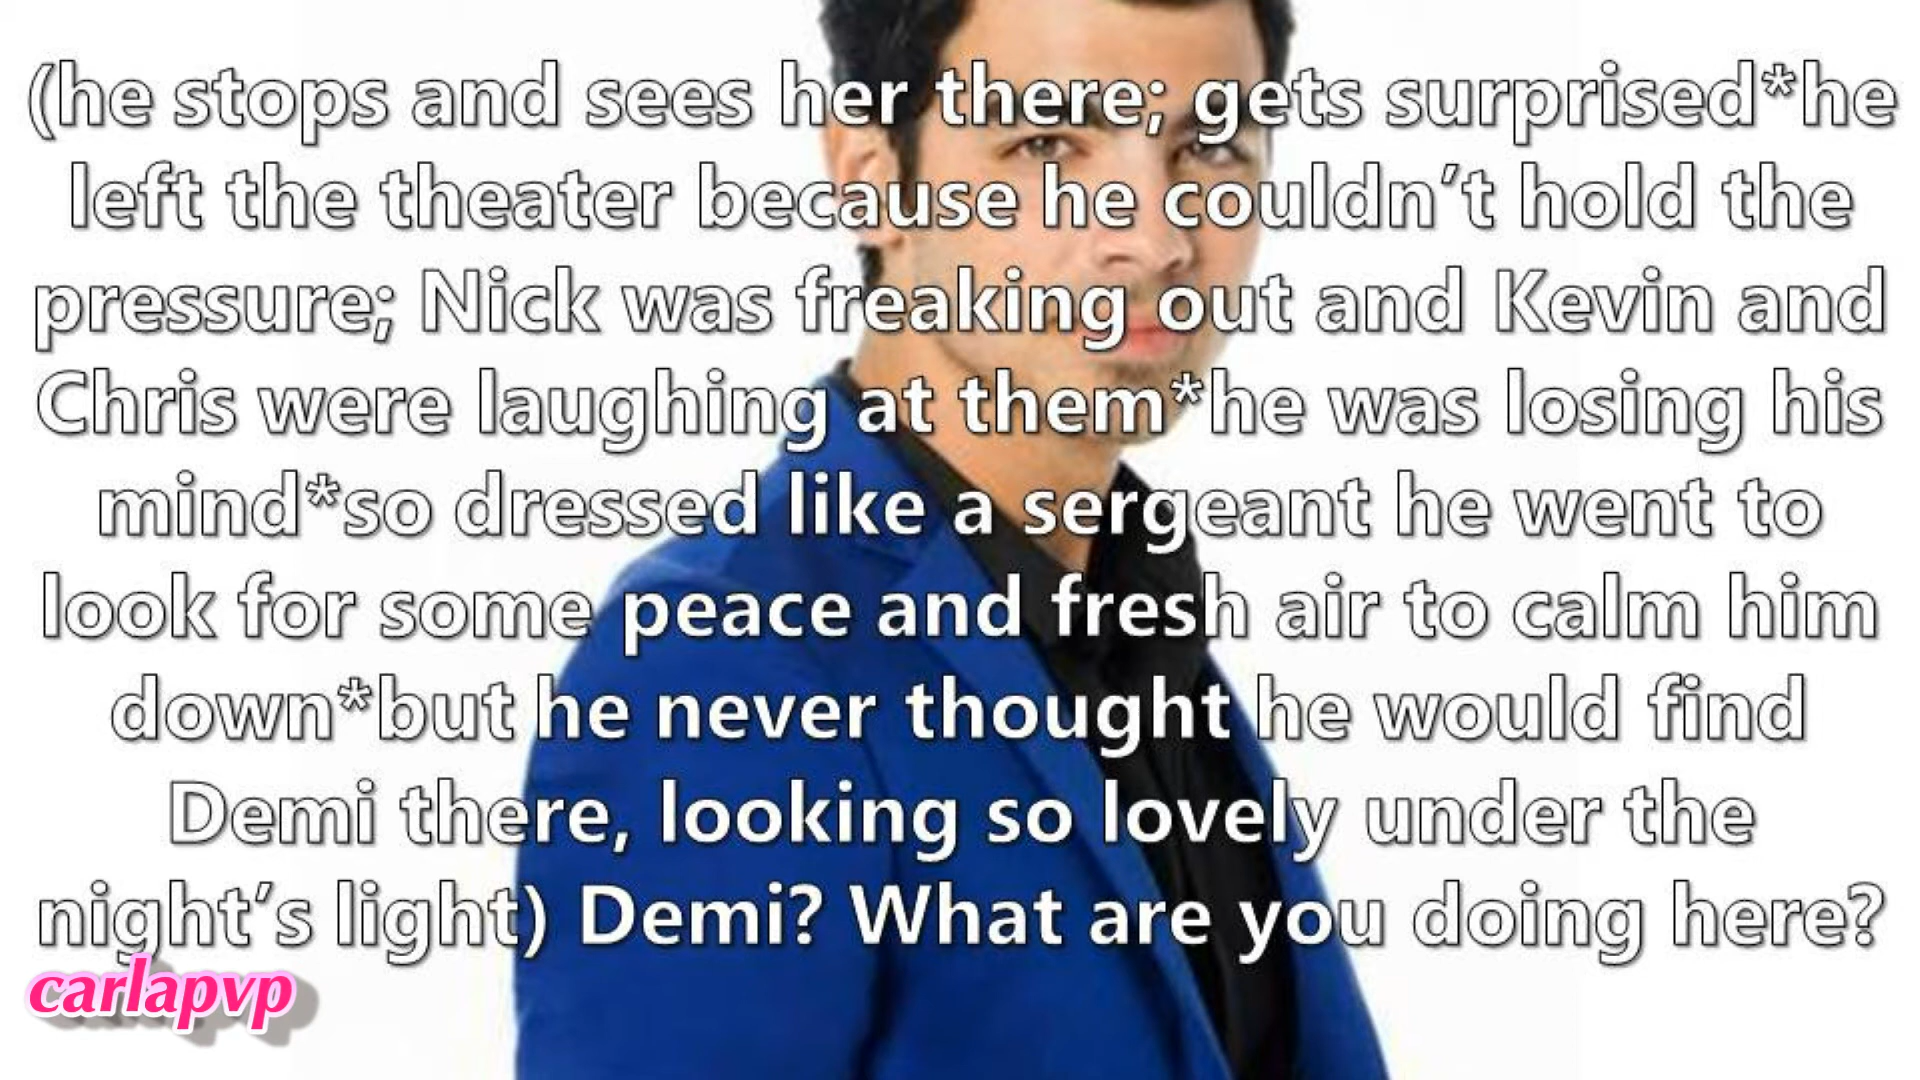 (he stops and sees her there; gets surprised*he
left the theater because he couldn’t hold the
pressure; Nick was freaking out and Kevin and
Chris were laughing at them*he was losing his
mind*so dressed like a sergeant he went to
look for some peace and fresh air to calm him
down*but he never thought he would find
Demi there, looking so lovely under the
night’s light) Demi? What are you doing here?
carlapvp